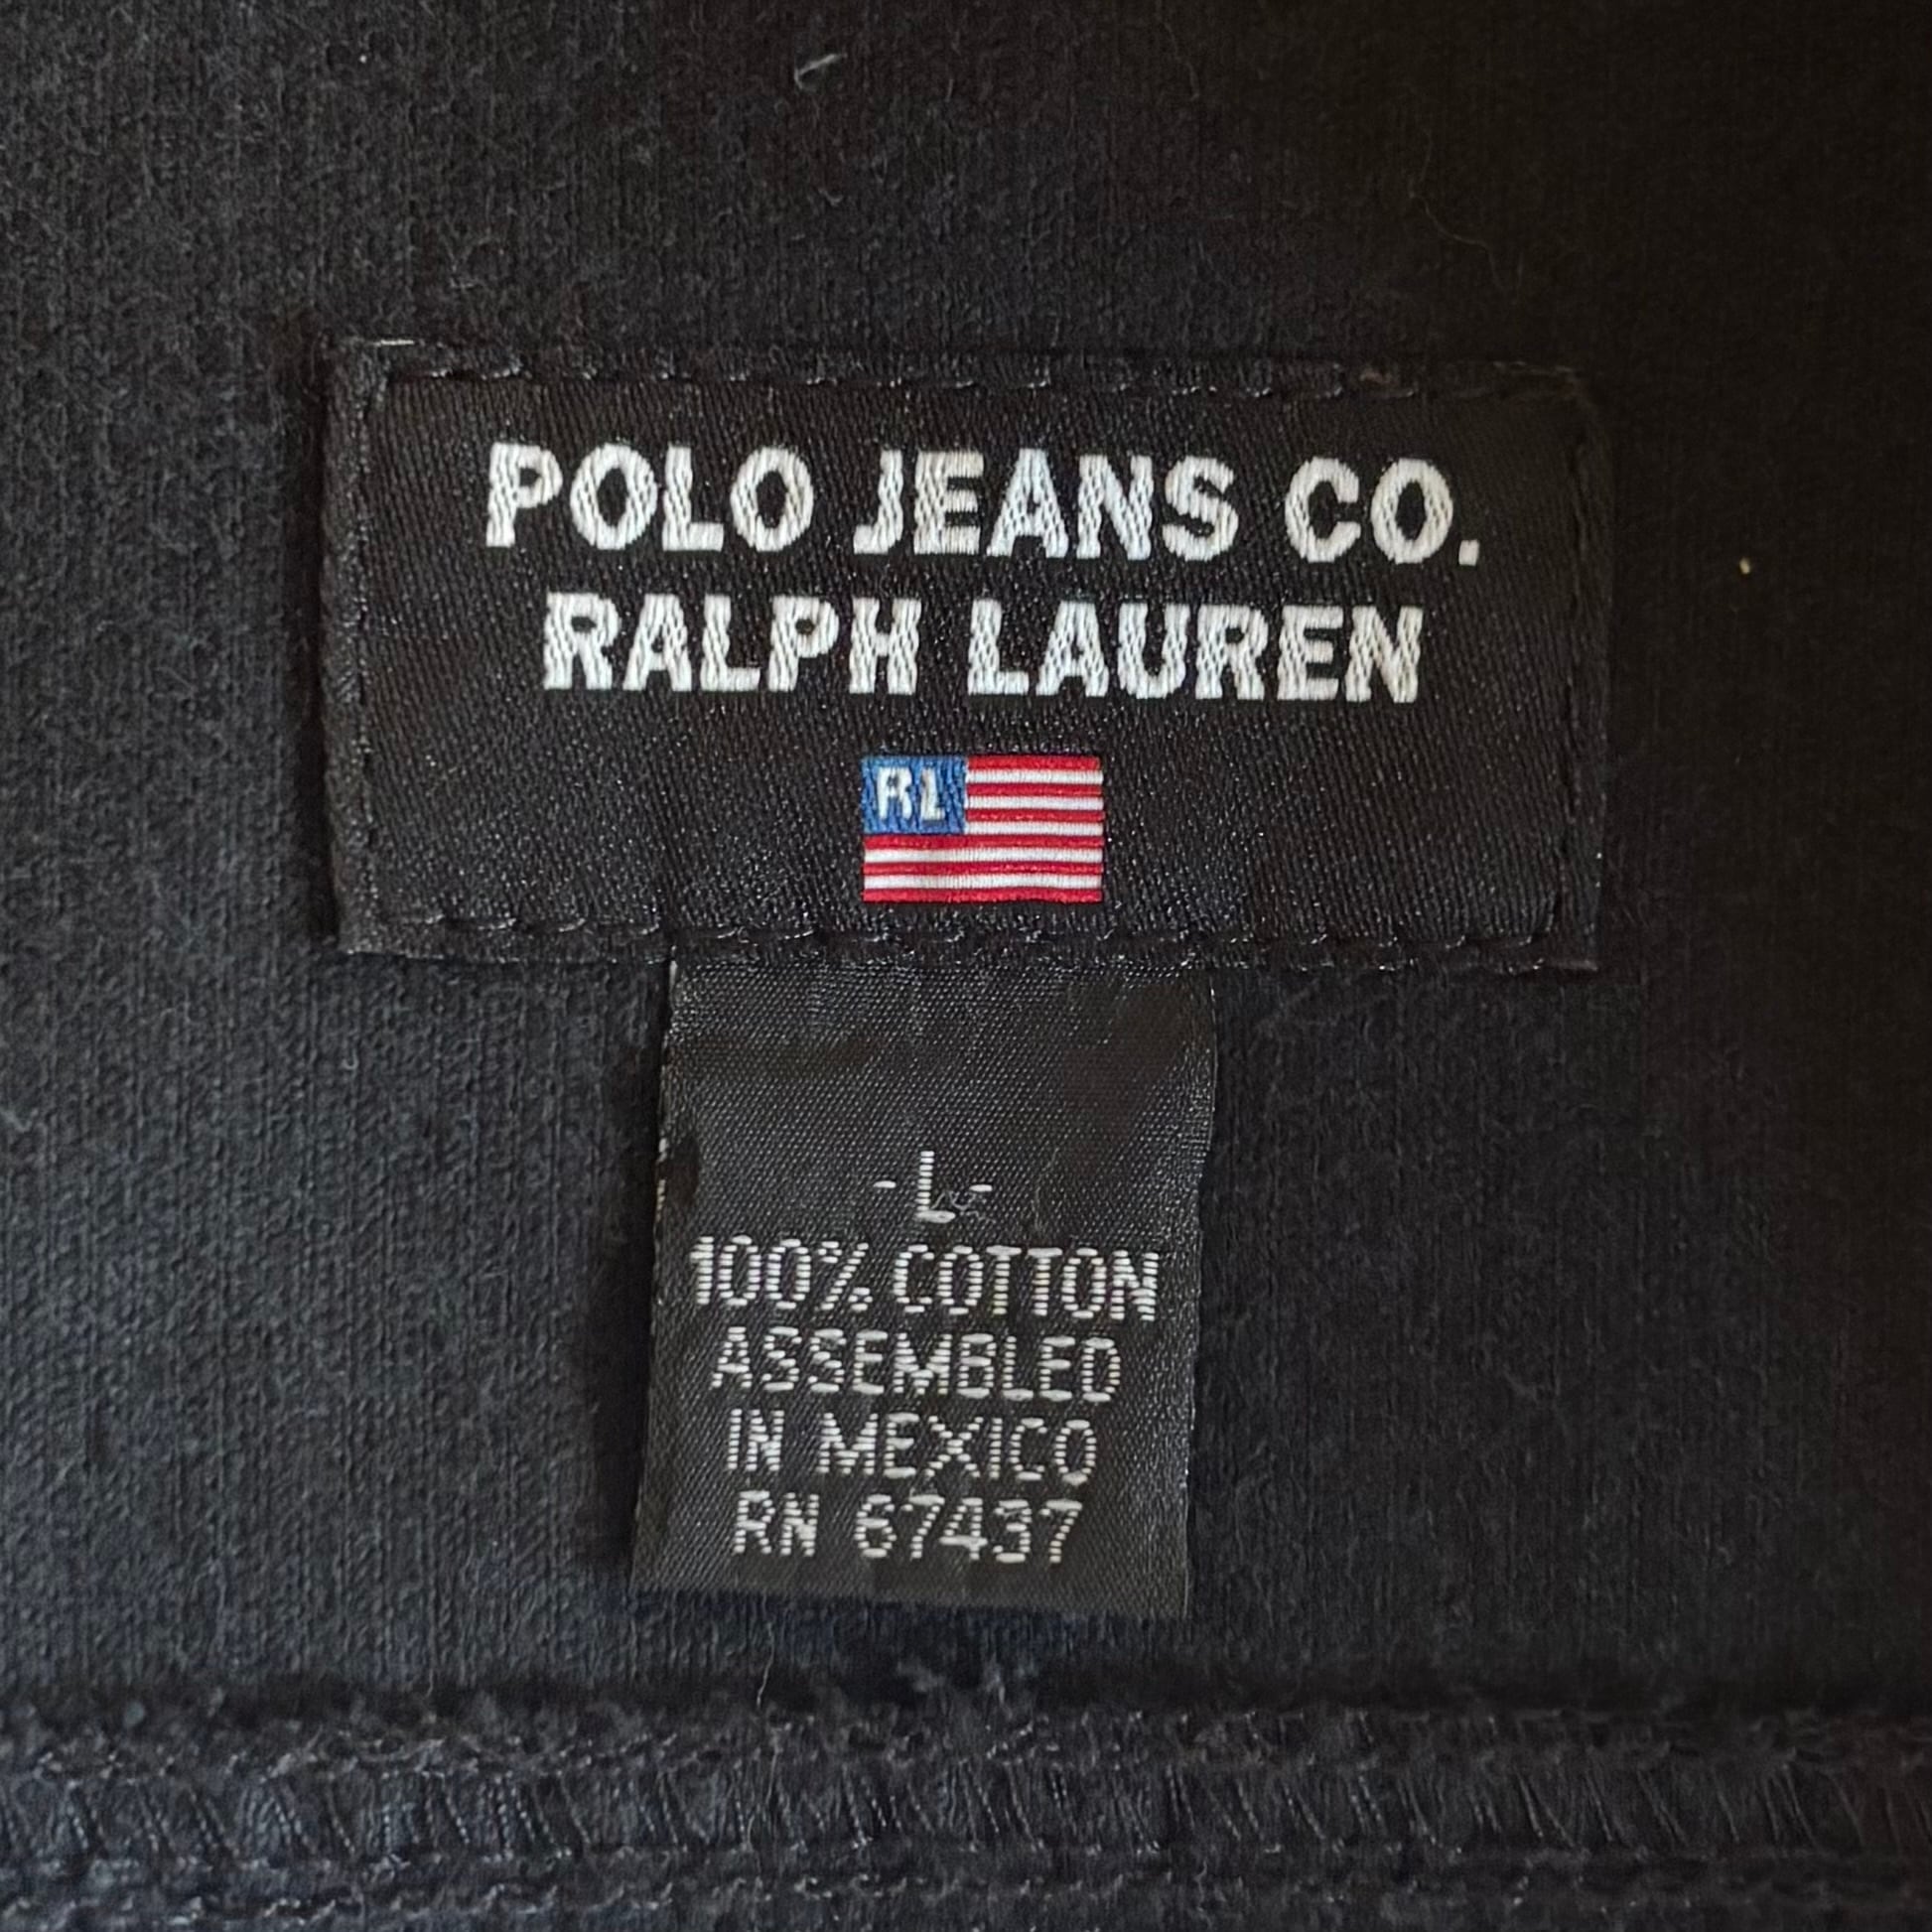 POLO JEANS CO.
RALPH LAUREN
RL
-L-
100% COTTON
ASSEMBLED
IN MEXICO
RN 67437